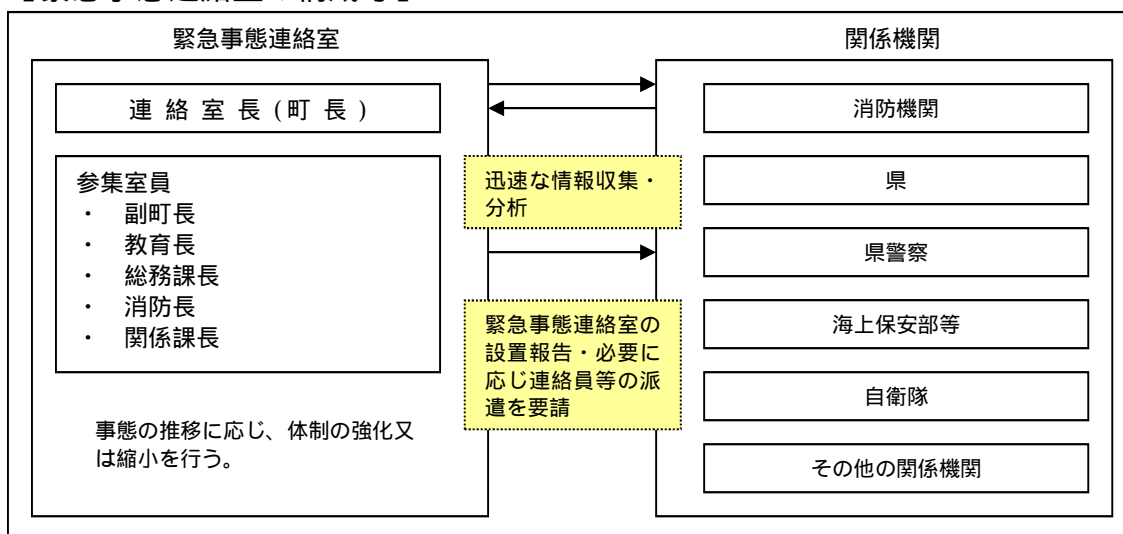 緊急事態連絡室
関係機関
連 絡 室 長 (町 長 )
参集室員
・ 副町長
・ 教育長
・ 総務課長
・ 消防長
・ 関係課長
事態の推移に応じ、体制の強化又
は縮小を行う。
迅速な情報収集・
分析
緊急事態連絡室の
設置報告・必要に
応じ連絡員等の派
遣を要請
消防機関
県
県警察
海上保安部等
自衛隊
その他の関係機関